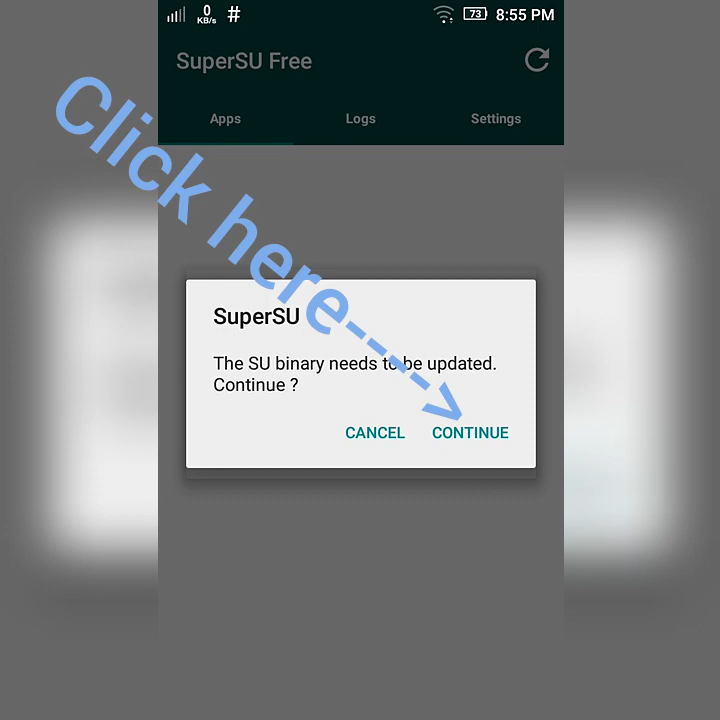 0
KB/s
#
73
8:55 PM
SuperSU Free
Apps
Logs
Settings
Click here----->
SuperSU
The SU binary needs to be updated.
Continue ?
CANCEL
CONTINUE